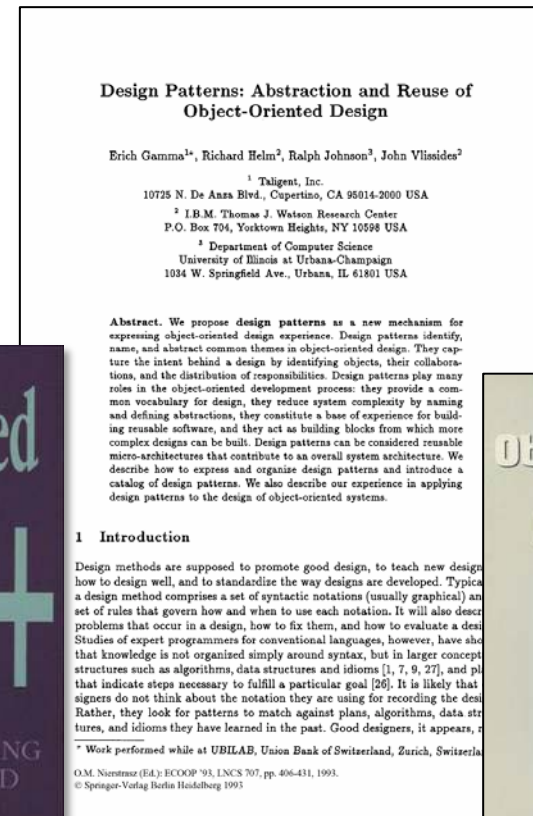 Design Patterns: Abstraction and Reuse of
Object-Oriented Design
Erich Gamma¹*, Richard Helm², Ralph Johnson³, John Vlissides²
¹ Taligent, Inc.
10725 N. De Anza Blvd., Cupertino, CA 95014-2000 USA
² I.B.M. Thomas J. Watson Research Center
P.O. Box 704, Yorktown Heights, NY 10598 USA
³ Department of Computer Science
University of Illinois at Urbana-Champaign
1034 W. Springfield Ave., Urbana, IL 61801 USA
Abstract. We propose design patterns as a new mechanism for
expressing object-oriented design experience. Design patterns identify,
name, and abstract common themes in object-oriented design. They cap-
ture the intent behind a design by identifying objects, their collabora-
tions, and the distribution of responsibilities. Design patterns play many
roles in the object-oriented development process: they provide a com-
mon vocabulary for design, they reduce system complexity by naming
and defining abstractions, they constitute a base of experience for build-
ing reusable software, and they act as building blocks from which more
complex designs can be built. Design patterns can be considered reusable
micro-architectures that contribute to an overall system architecture. We
describe how to express and organize design patterns and introduce a
catalog of design patterns. We also describe our experience in applying
design patterns to the design of object-oriented systems.
1 Introduction
Design methods are supposed to promote good design, to teach new design
how to design well, and to standardize the way designs are developed. Typica
a design method comprises a set of syntactic notations (usually graphical) an
set of rules that govern how and when to use each notation. It will also descr
problems that occur in a design, how to fix them, and how to evaluate a desi
Studies of expert programmers for conventional languages, however, have sho
that knowledge is not organized simply around syntax, but in larger concept
structures such as algorithms, data structures and idioms [1, 7, 9, 27], and pl
that indicate steps necessary to fulfill a particular goal [26]. It is likely that
signers do not think about the notation they are using for recording the desi
Rather, they look for patterns to match against plans, algorithms, data str
tures, and idioms they have learned in the past. Good designers, it appears, r
* Work performed while at UBILAB, Union Bank of Switzerland, Zurich, Switzerla
O.M. Nierstrasz (Ed.): ECOOP '93, LNCS 707, pp. 406-431, 1993.
© Springer-Verlag Berlin Heidelberg 1993
ed
+
NG
D
Ob